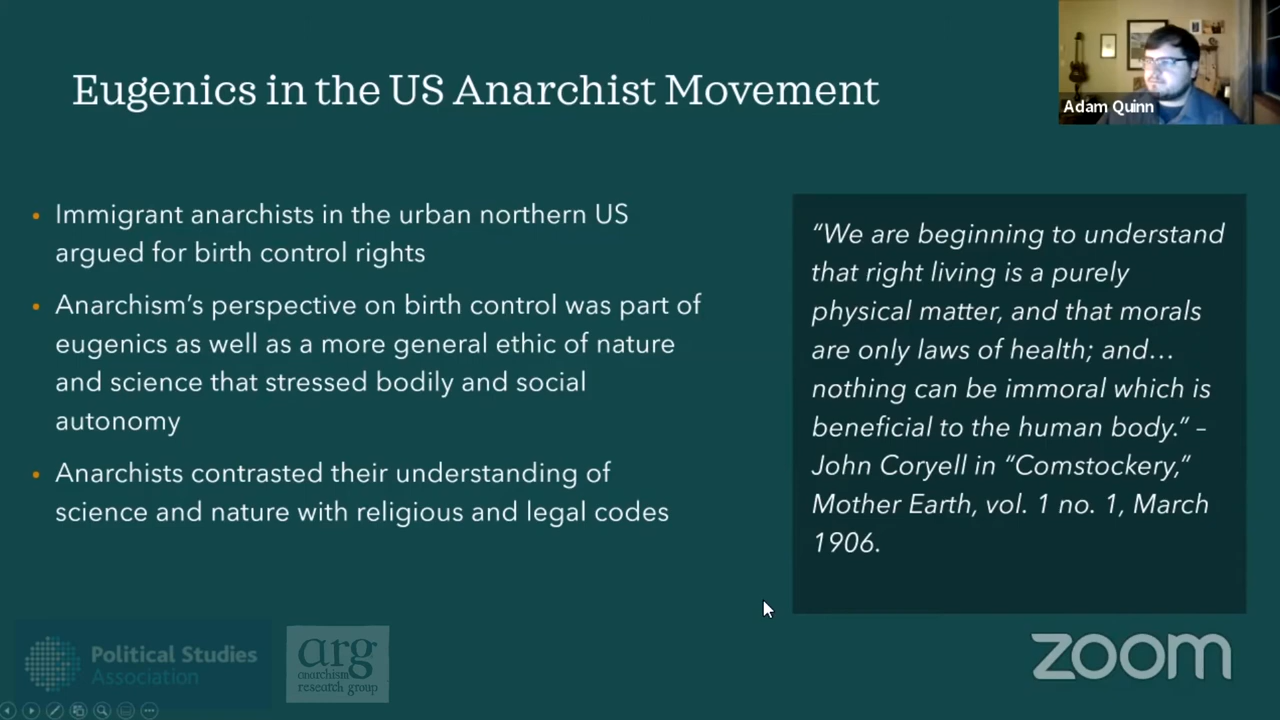 Eugenics in the US Anarchist Movement
Adam Quinn
• Immigrant anarchists in the urban northern US
argued for birth control rights
• Anarchism’s perspective on birth control was part of
eugenics as well as a more general ethic of nature
and science that stressed bodily and social
autonomy
• Anarchists contrasted their understanding of
science and nature with religious and legal codes
“We are beginning to understand
that right living is a purely
physical matter, and that morals
are only laws of health; and…
nothing can be immoral which is
beneficial to the human body.” –
John Coryell in “Comstockery,”
Mother Earth, vol. 1 no. 1, March
1906.
Political Studies
Association
arg
anarchism
research group
zoom